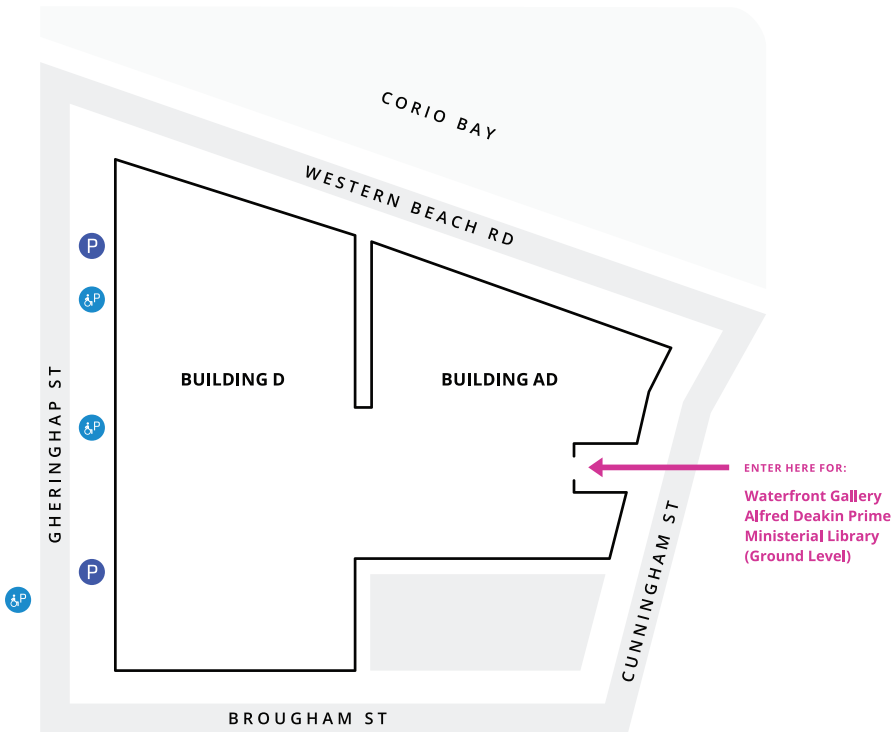 CORIO BAY
WESTERN BEACH RD
P
P
BUILDING D
BUILDING AD
GHERINGHAP ST
P
ENTER HERE FOR:
Waterfront Gallery
Alfred Deakin Prime
Ministerial Library
(Ground Level)
CUNNINGHAM ST
P
P
BROUGHAM ST